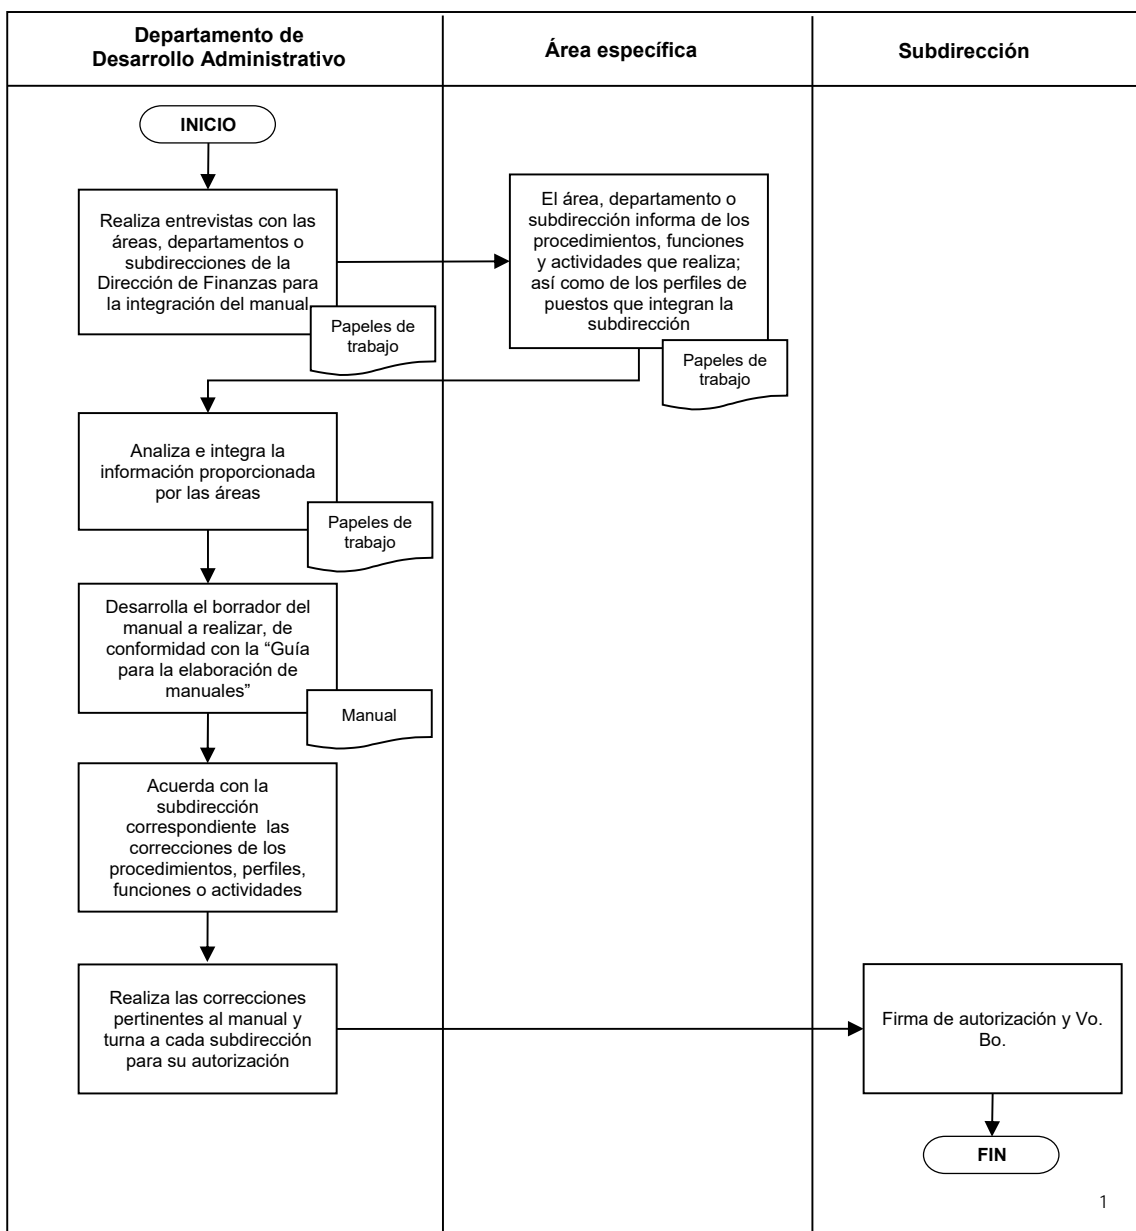 Departamento de
Desarrollo Administrativo
Área específica
Subdirección
INICIO
Realiza entrevistas con las
áreas, departamentos o
subdirecciones de la
Dirección de Finanzas para
la integración del manual
Papeles de
trabajo
El área, departamento o
subdirección informa de los
procedimientos, funciones
y actividades que realiza;
así como de los perfiles de
puestos que integran la
subdirección
Papeles de
trabajo
Analiza e integra la
información proporcionada
por las áreas
Papeles de
trabajo
Desarrolla el borrador del
manual a realizar, de
conformidad con la “Guía
para la elaboración de
manuales”
Manual
Acuerda con la
subdirección
correspondiente las
correcciones de los
procedimientos, perfiles,
funciones o actividades
Realiza las correcciones
pertinentes al manual y
turna a cada subdirección
para su autorización
Firma de autorización y Vo.
Bo.
FIN
1